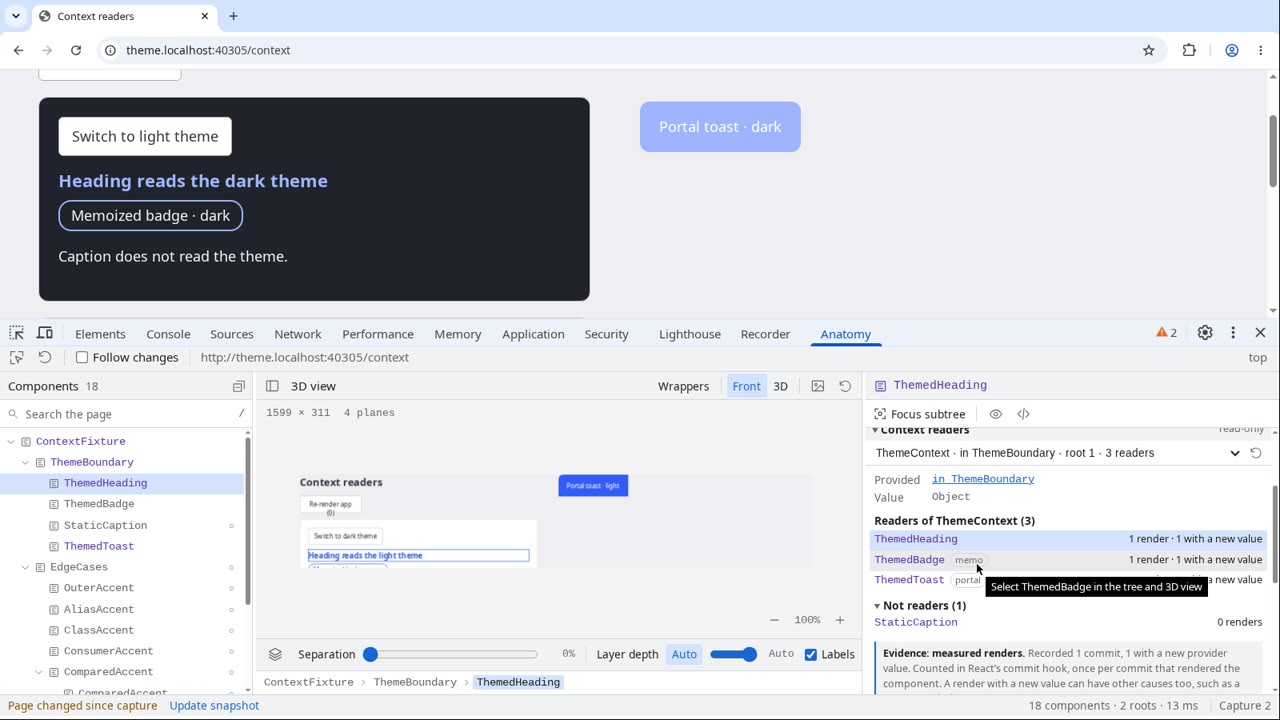 Context readers
theme.localhost:40305/context
Switch to light theme
Portal toast · dark
Heading reads the dark theme
Memoized badge · dark
Caption does not read the theme.
Elements Console Sources Network Performance Memory Application Security Lighthouse Recorder Anatomy 2
Follow changes http://theme.localhost:40305/context top
Components 18
Search the page /
ContextFixture
ThemeBoundary
ThemedHeading
ThemedBadge
StaticCaption
ThemedToast
EdgeCases
OuterAccent
AliasAccent
ClassAccent
ConsumerAccent
ComparedAccent
ComparedAccent
3D view Wrappers Front 3D
1599 × 311 4 planes
Context readers
Portal toast · light
Re-render app
(0)
Switch to dark theme
Heading reads the light theme
100%
Separation 0% Layer depth Auto Auto Labels
ContextFixture › ThemeBoundary › ThemedHeading
ThemedHeading
Focus subtree
Context readers read-only
ThemeContext · in ThemeBoundary · root 1 · 3 readers
Provided in ThemeBoundary
Value Object
Readers of ThemeContext (3)
ThemedHeading 1 render · 1 with a new value
ThemedBadge memo 1 render · 1 with a new value
ThemedToast portal a new value
Select ThemedBadge in the tree and 3D view
Not readers (1)
StaticCaption 0 renders
Evidence: measured renders. Recorded 1 commit, 1 with a new provider
value. Counted in React's commit hook, once per commit that rendered the
component. A render with a new value can have other causes too, such as a
Page changed since capture Update snapshot 18 components · 2 roots · 13 ms Capture 2